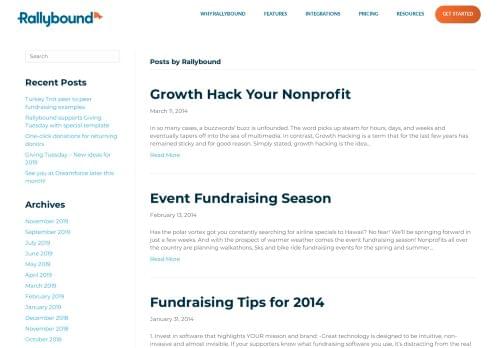 Rallybound
WHY RALLYBOUND
FEATURES
INTEGRATIONS
PRICING
RESOURCES
GET STARTED
Search
Recent Posts
Turkey Trot peer to peer
fundraising examples
Rallybound supports Giving
Tuesday with special template
One-click donations for returning
donors
Giving Tuesday – New ideas for
2019
See you at Dreamforce later this
month!
Archives
November 2019
September 2019
July 2019
June 2019
May 2019
April 2019
March 2019
February 2019
January 2019
December 2018
November 2018
October 2018
Posts by Rallybound
Growth Hack Your Nonprofit
March 11, 2014
In so many cases, a buzzwords' buzz is unfounded. The word picks up steam for hours, days, and weeks and
eventually tapers off into the sea of multimedia. In contrast, Growth Hacking is a term that for the last few years has
remained sticky and for good reason. Simply stated, growth hacking is the idea...
Read More
Event Fundraising Season
February 13, 2014
Has the polar vortex got you constantly searching for airline specials to Hawaii? No fear! We'll be springing forward in
just a few weeks. And with the prospect of warmer weather comes the event fundraising season! Nonprofits all over
the country are planning walkathons, 5ks and bike ride fundraising events for the spring and summer...
Read More
Fundraising Tips for 2014
January 31, 2014
1. Invest in software that highlights YOUR mission and brand: -Great technology is designed to be intuitive, non-
invasive and almost invisible. If your supporters know what fundraising software you use, it's distracting from the real